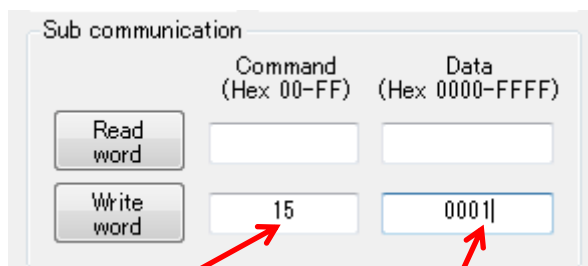 Sub communication
Command
(Hex 00-FF)
Data
(Hex 0000-FFFF)
Read
word
Write
word
15
0001